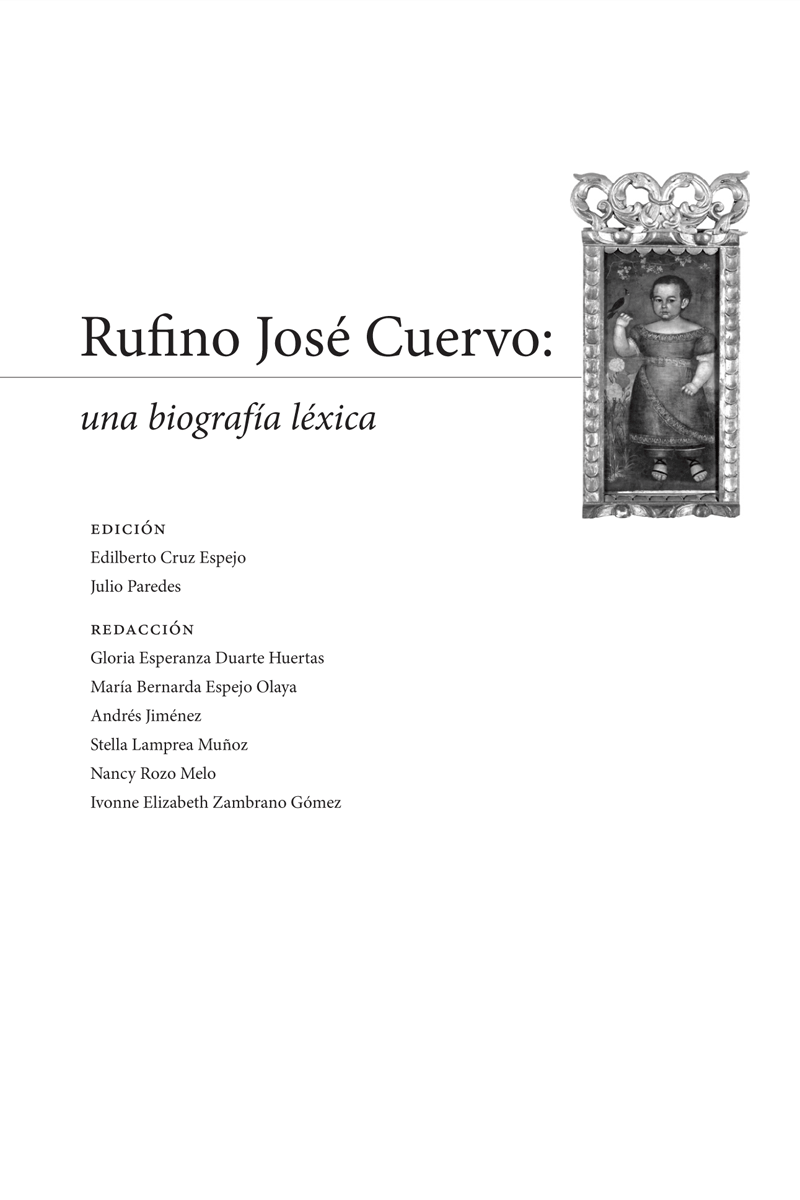 Rufino José Cuervo:
una biografía léxica
EDICIÓN
Edilberto Cruz Espejo
Julio Paredes
REDACCIÓN
Gloria Esperanza Duarte Huertas
María Bernarda Espejo Olaya
Andrés Jiménez
Stella Lamprea Muñoz
Nancy Rozo Melo
Ivonne Elizabeth Zambrano Gómez